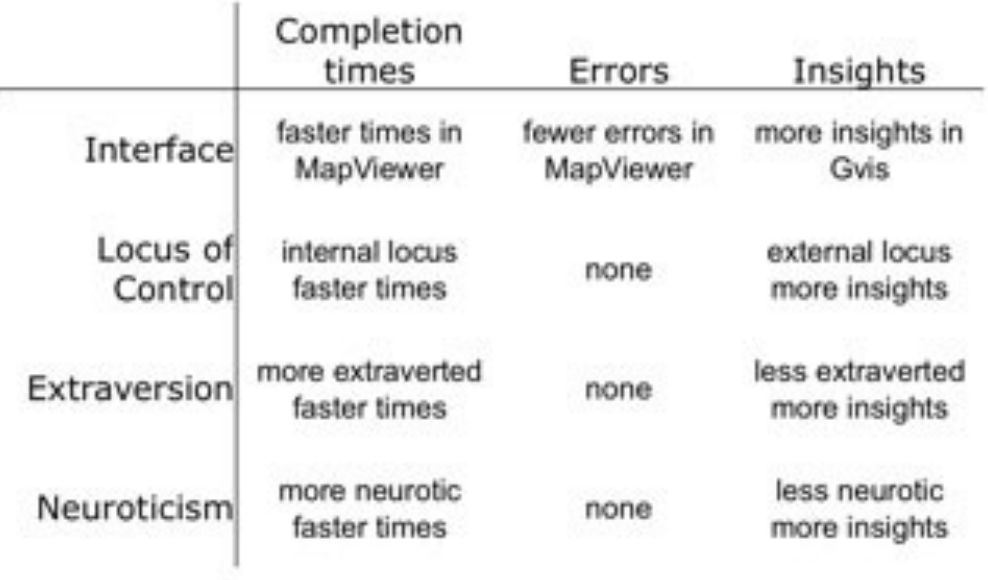 Completion
times
Errors
Insights
Interface
faster times in
MapViewer
fewer errors in
MapViewer
more insights in
Gvis
Locus of
Control
internal locus
faster times
none
external locus
more insights
Extraversion
more extraverted
faster times
none
less extraverted
more insights
Neuroticism
more neurotic
faster times
none
less neurotic
more insights